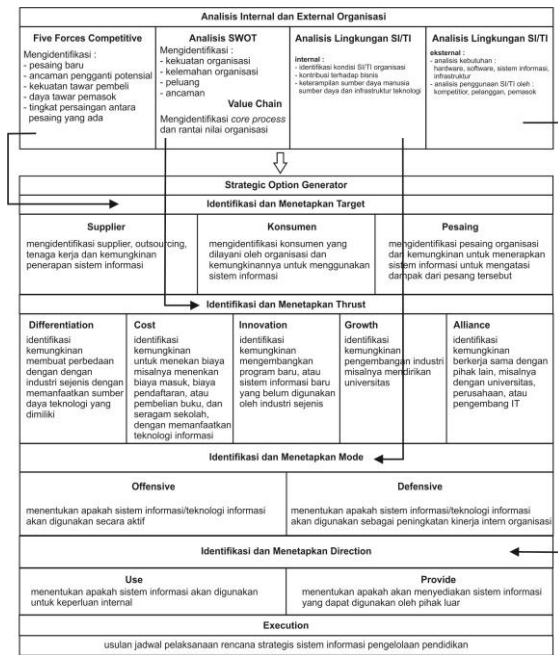 Analisis Internal dan External Organisasi
Five Forces Competitive
Mengidentifikasi :
- pesaing baru
- ancaman pengganti potensial
- kekuatan tawar pembeli
- daya tawar pemasok
- tingkat persaingan antara
pesaing yang ada
Analisis SWOT
Mengidentifikasi :
- kekuatan organisasi
- kelemahan organisasi
- peluang
- ancaman
Value Chain
Mengidentifikasi core process
dan rantai nilai organisasi
Analisis Lingkungan SI/TI
internal :
- identifikasi kondisi SI/TI organisasi
- kontribusi terhadap bisnis
- keterampilan sumber daya manusia
sumber daya dan infrastruktur teknologi
Analisis Lingkungan SI/TI
eksternal :
- analisis kebutuhan :
hardware, software, sistem informasi,
infrastruktur
- analisis penggunaan SI/TI oleh :
kompetitior, pelanggan, pemasok
Strategic Option Generator
Identifikasi dan Menetapkan Target
Supplier
mengidentifikasi supplier, outsourcing,
tenaga kerja dan kemungkinan
penerapan sistem informasi
Konsumen
mengidentifikasi konsumen yang
dilayani oleh organisasi dan
kemungkinannya untuk menggunakan
sistem informasi
Pesaing
mengidentifikasi pesaing organisasi
dan kemungkinan untuk menerapkan
sistem informasi untuk mengatasi
dampak dari pesang tersebut
Identifikasi dan Menetapkan Thrust
Differentiation
identifikasi
kemungkinan
membuat perbedaan
dengan dengan
industri sejenis dengan
memanfaatkan sumber
daya teknologi yang
dimiliki
Cost
identifikasi
kemungkinan
untuk menekan biaya
misalnya menenkan
biaya masuk, biaya
pendaftaran, atau
pembelian buku, dan
seragam sekolah,
dengan memanfaatkan
teknologi informasi
Innovation
identifikasi
kemungkinan
mengembangkan
program baru, atau
sistem informasi baru
yang belum digunakan
oleh industri sejenis
Growth
identifikasi
kemungkinan
pengembangan industri
misalnya mendirikan
universitas
Alliance
identifikasi
kemungkinan
berkerja sama dengan
pihak lain, misalnya
dengan universitas,
perusahaan, atau
pengembang IT
Identifikasi dan Menetapkan Mode
Offensive
menentukan apakah sistem informasi/teknologi informasi
akan digunakan secara aktif
Defensive
menentukan apakah sistem informasi/teknologi informasi
akan digunakan sebagai peningkatan kinerja intern organisasi
Identifikasi dan Menetapkan Direction
Use
menentukan apakah sistem informasi akan digunakan
untuk keperluan internal
Provide
menentukan apakah akan menyediakan sistem informasi
yang dapat digunakan oleh pihak luar
Execution
usulan jadwal pelaksanaan rencana strategis sistem informasi pengelolaan pendidikan